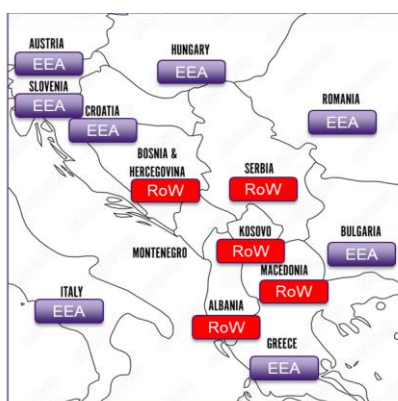 AUSTRIA
EEA
HUNGARY
EEA
SLOVENIA
EEA
CROATIA
EEA
ROMANIA
EEA
BOSNIA &
HERCEGOVINA
RoW
SERBIA
RoW
KOSOVO
RoW
MONTENEGRO
BULGARIA
EEA
MACEDONIA
RoW
ITALY
EEA
ALBANIA
RoW
GREECE
EEA